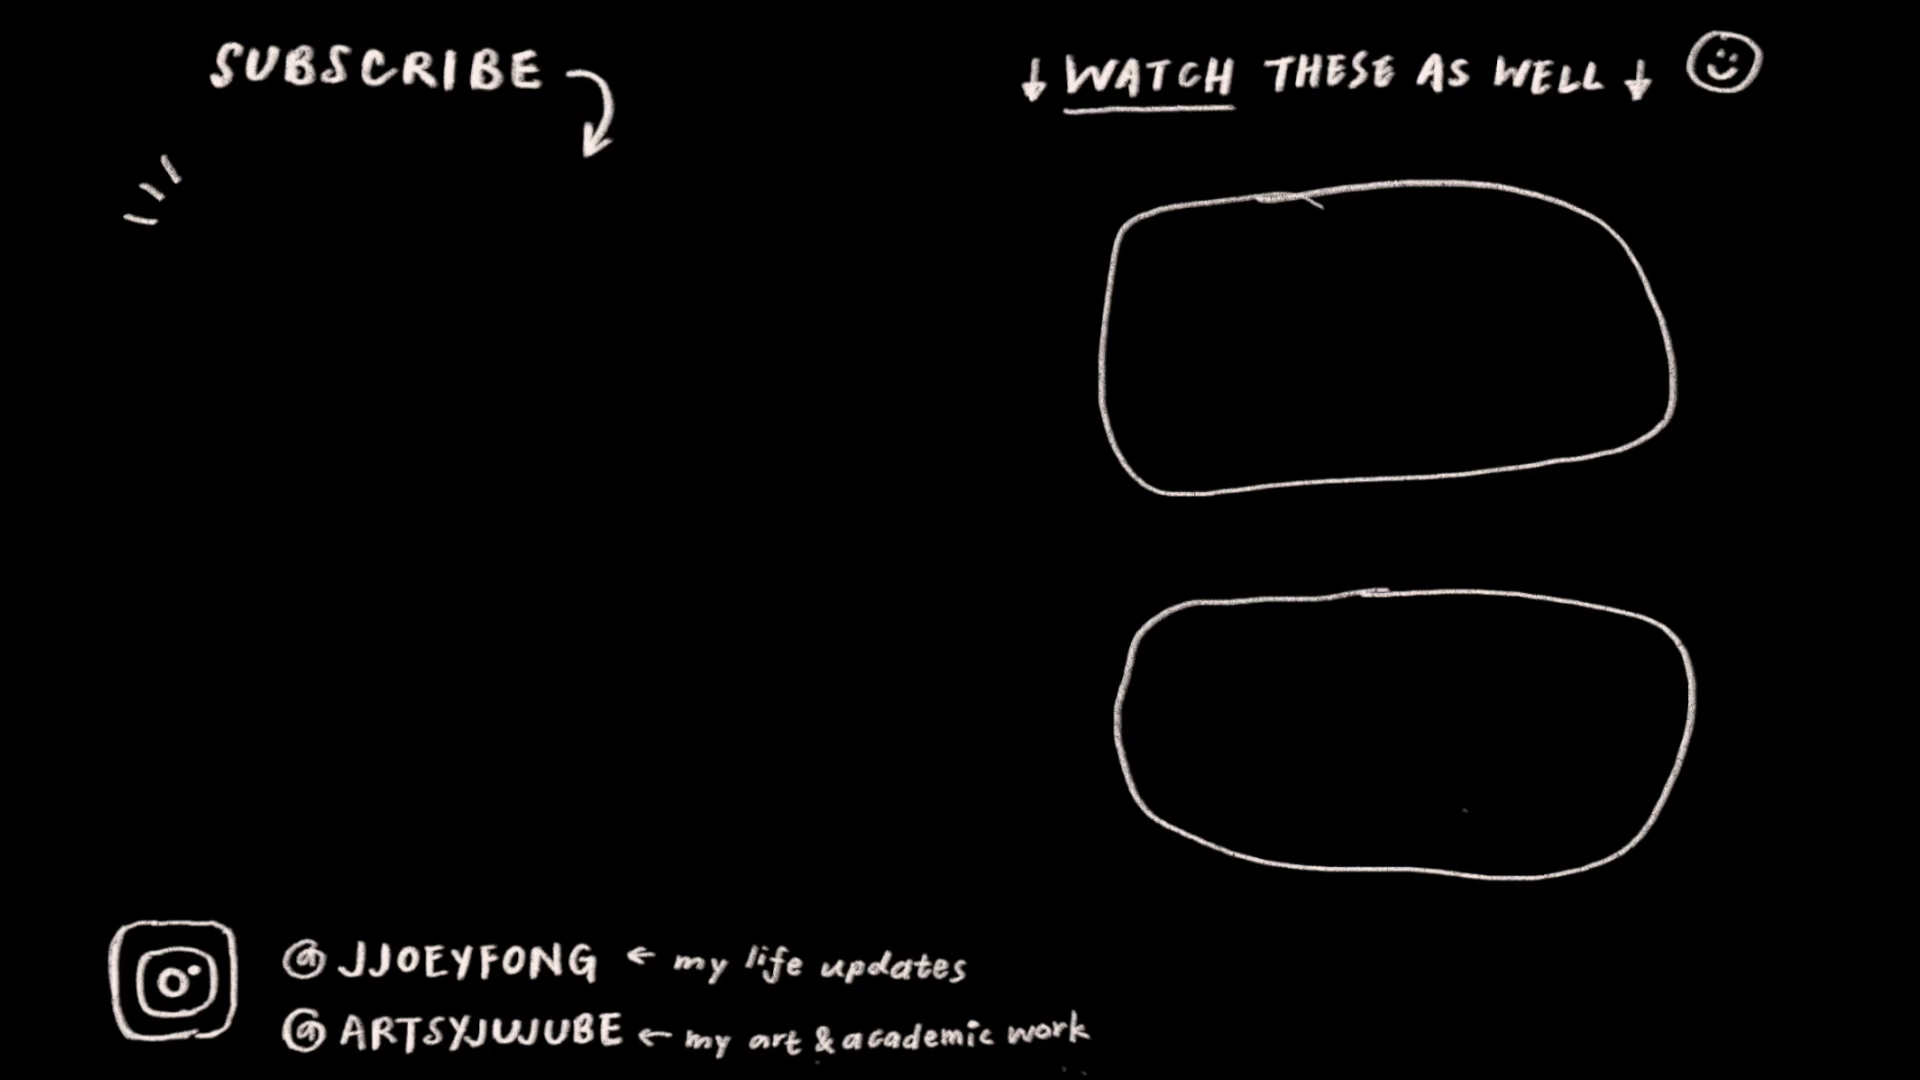 SUBSCRIBE
↓ WATCH THESE AS WELL ↓
@JJOEYFONG ← my life updates
@ARTSYJUJUBE ← my art & academic work